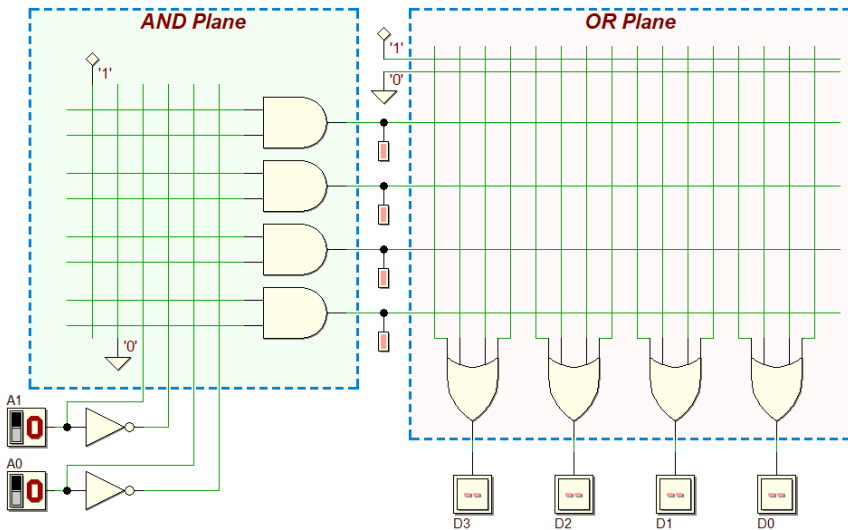 AND Plane
OR Plane
'1'
'1'
'0'
'0'
A1
0
A0
0
--
--
--
--
D3
D2
D1
D0